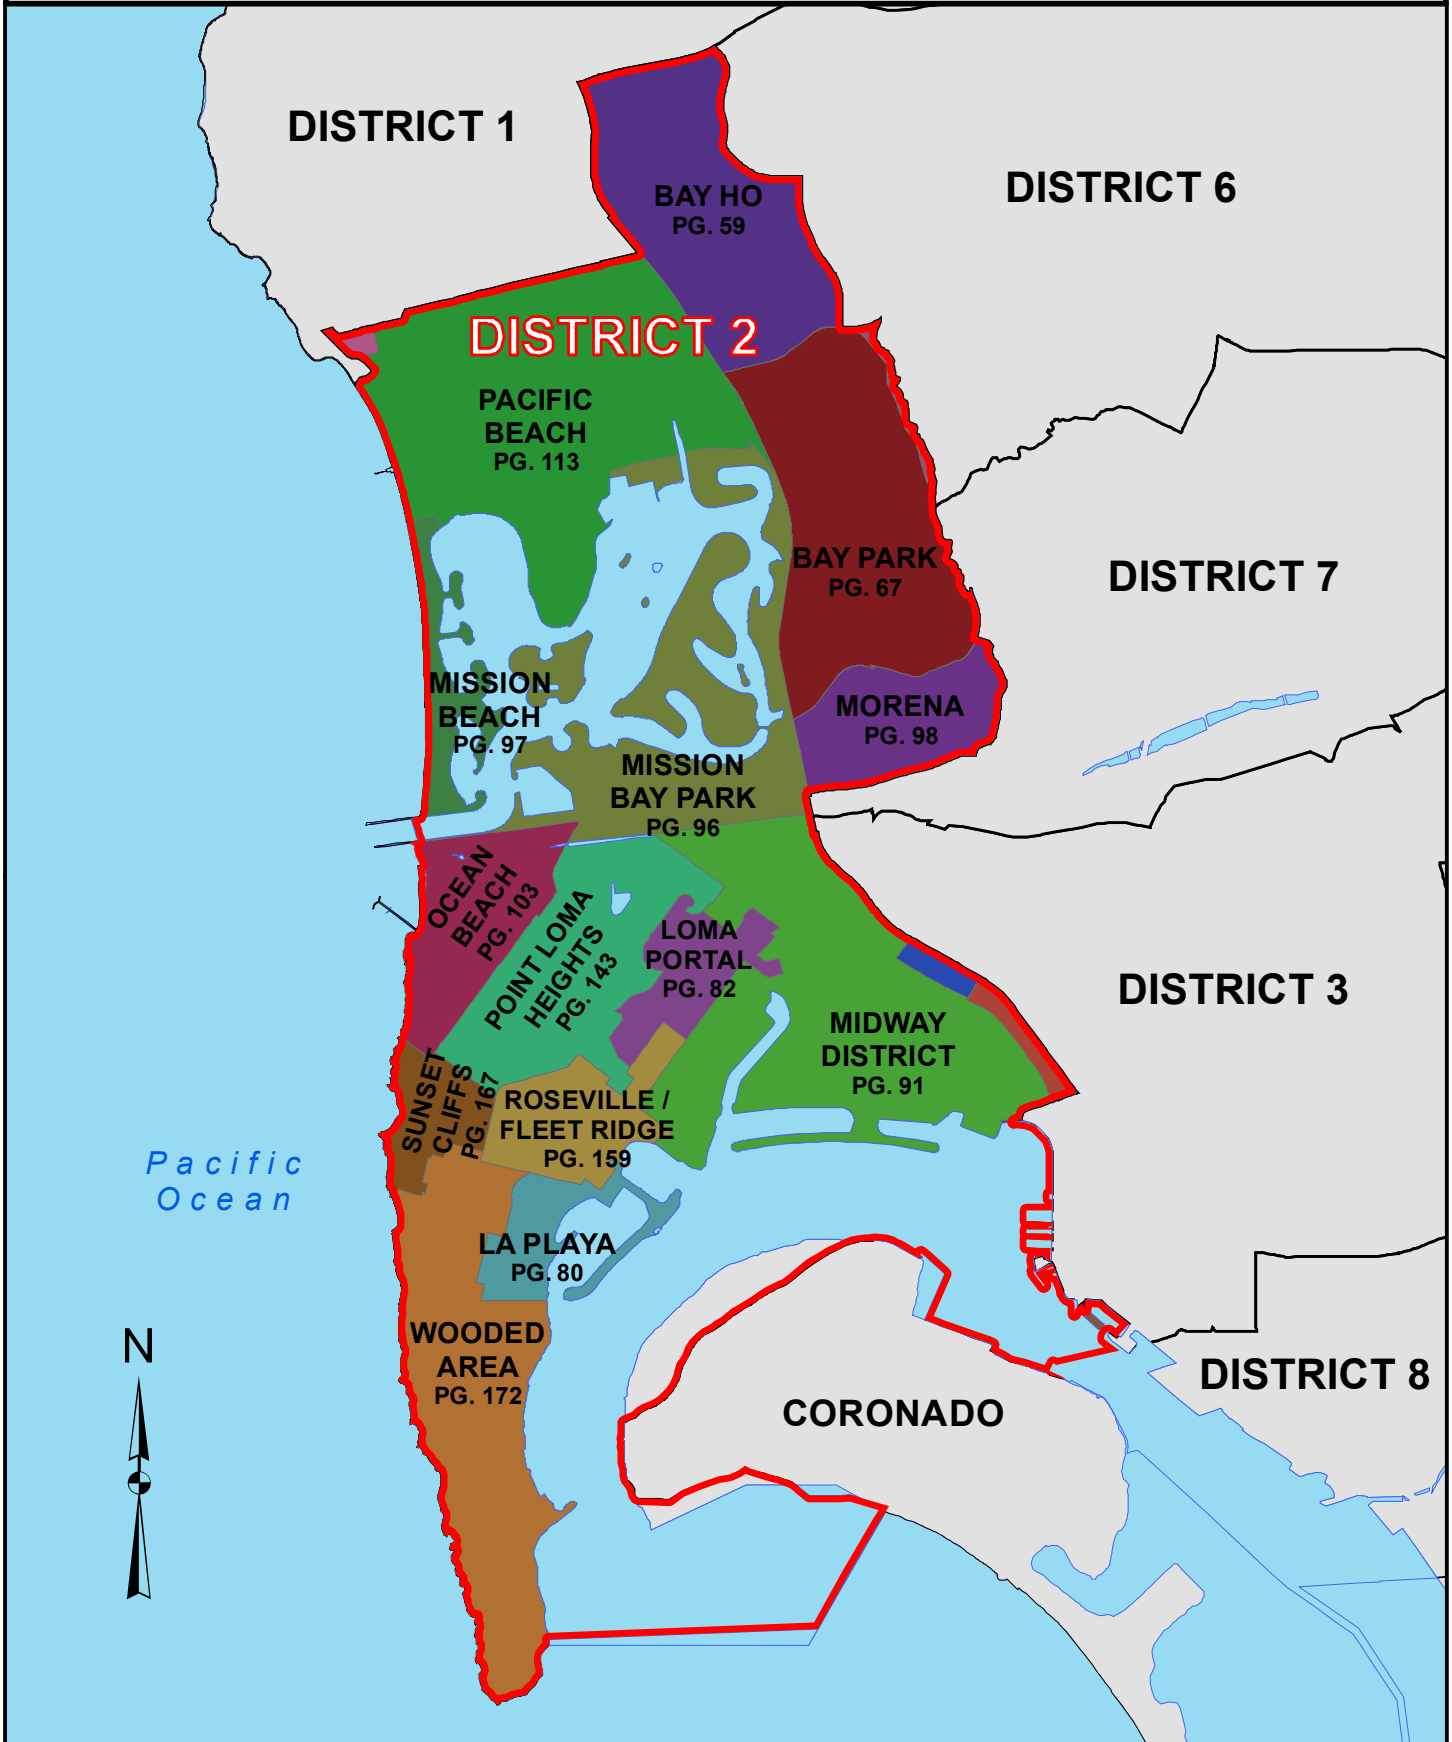 DISTRICT 1
BAY HO
PG. 59
DISTRICT 6
DISTRICT 2
PACIFIC
BEACH
PG. 113
BAY PARK
PG. 67
DISTRICT 7
MISSION
BEACH
PG. 97
MORENA
PG. 98
MISSION
BAY PARK
PG. 96
OCEAN
BEACH
PG. 103
POINT LOMA
HEIGHTS
PG. 143
LOMA
PORTAL
PG. 82
DISTRICT 3
MIDWAY
DISTRICT
PG. 91
SUNSET
CLIFFS
PG. 167
ROSEVILLE /
FLEET RIDGE
PG. 159
Pacific
Ocean
LA PLAYA
PG. 80
WOODED
AREA
PG. 172
N
DISTRICT 8
CORONADO